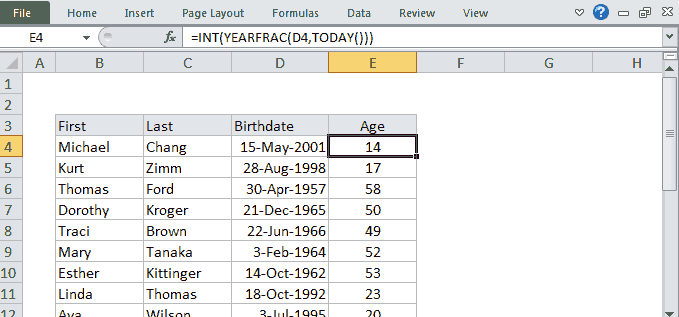 File Home Insert Page Layout Formulas Data Review View
E4 fx =INT(YEARFRAC(D4,TODAY()))
A B C D E F G H
1
2
3 First Last Birthdate Age
4 Michael Chang 15-May-2001 14
5 Kurt Zimm 28-Aug-1998 17
6 Thomas Ford 30-Apr-1957 58
7 Dorothy Kroger 21-Dec-1965 50
8 Traci Brown 22-Jun-1966 49
9 Mary Tanaka 3-Feb-1964 52
10 Esther Kittinger 14-Oct-1962 53
11 Linda Thomas 18-Oct-1992 23
12 Ava Wilson 3-Jul-1995 20